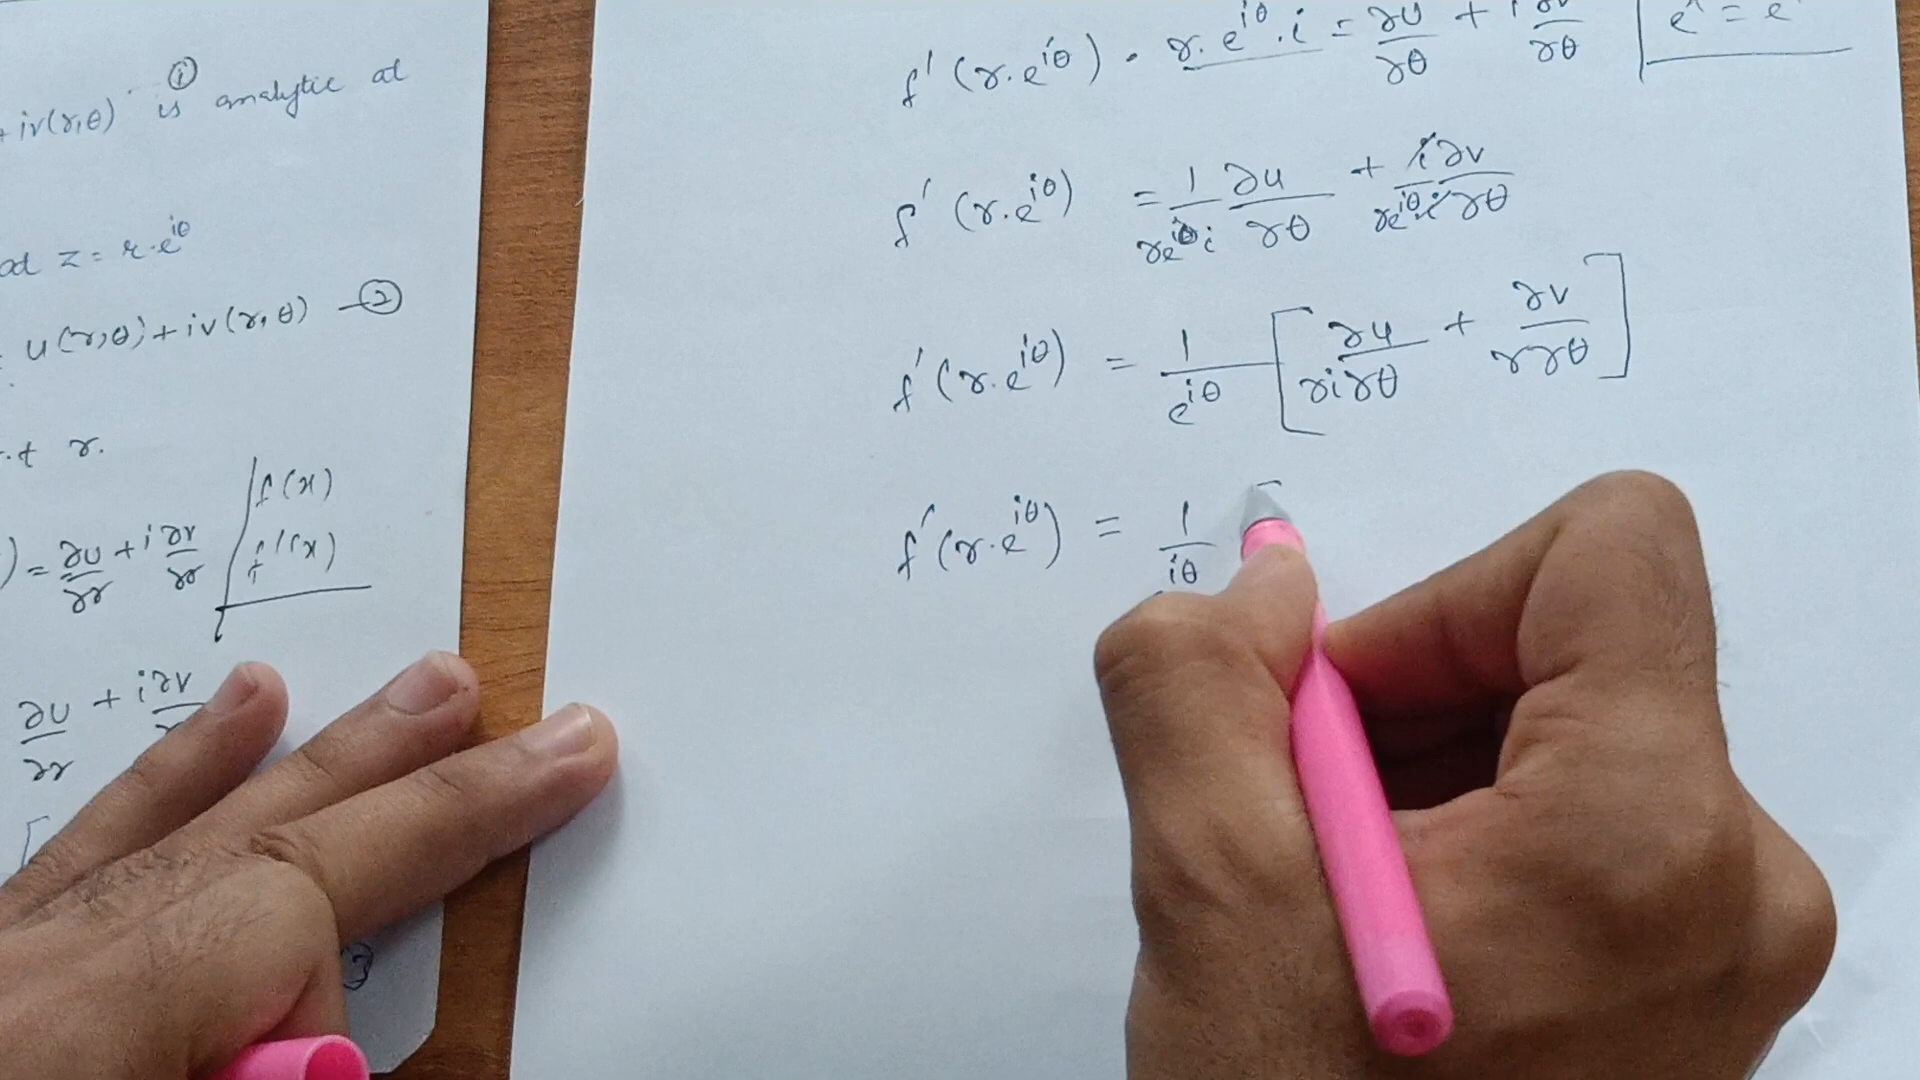 + iv(r,θ) ① is analytic at
z = r·e^{iθ}
u(r,θ) + iv(r,θ) — ②
r.
f(x)
) = ∂u/∂r + i ∂v/∂r
f'(x)
∂u/∂r + i∂v
f'(r·e^{iθ}) · r·e^{iθ}·i = ∂u/∂θ + i ∂v/∂θ
f'(r·e^{iθ}) = 1/(re^{iθ}i) ∂u/∂θ + i/(re^{iθ}·i) ∂v/∂θ
f'(r·e^{iθ}) = 1/e^{iθ} [∂u/(ri∂θ) + ∂v/(r∂θ)]
f'(r·e^{iθ}) = 1/ iθ [